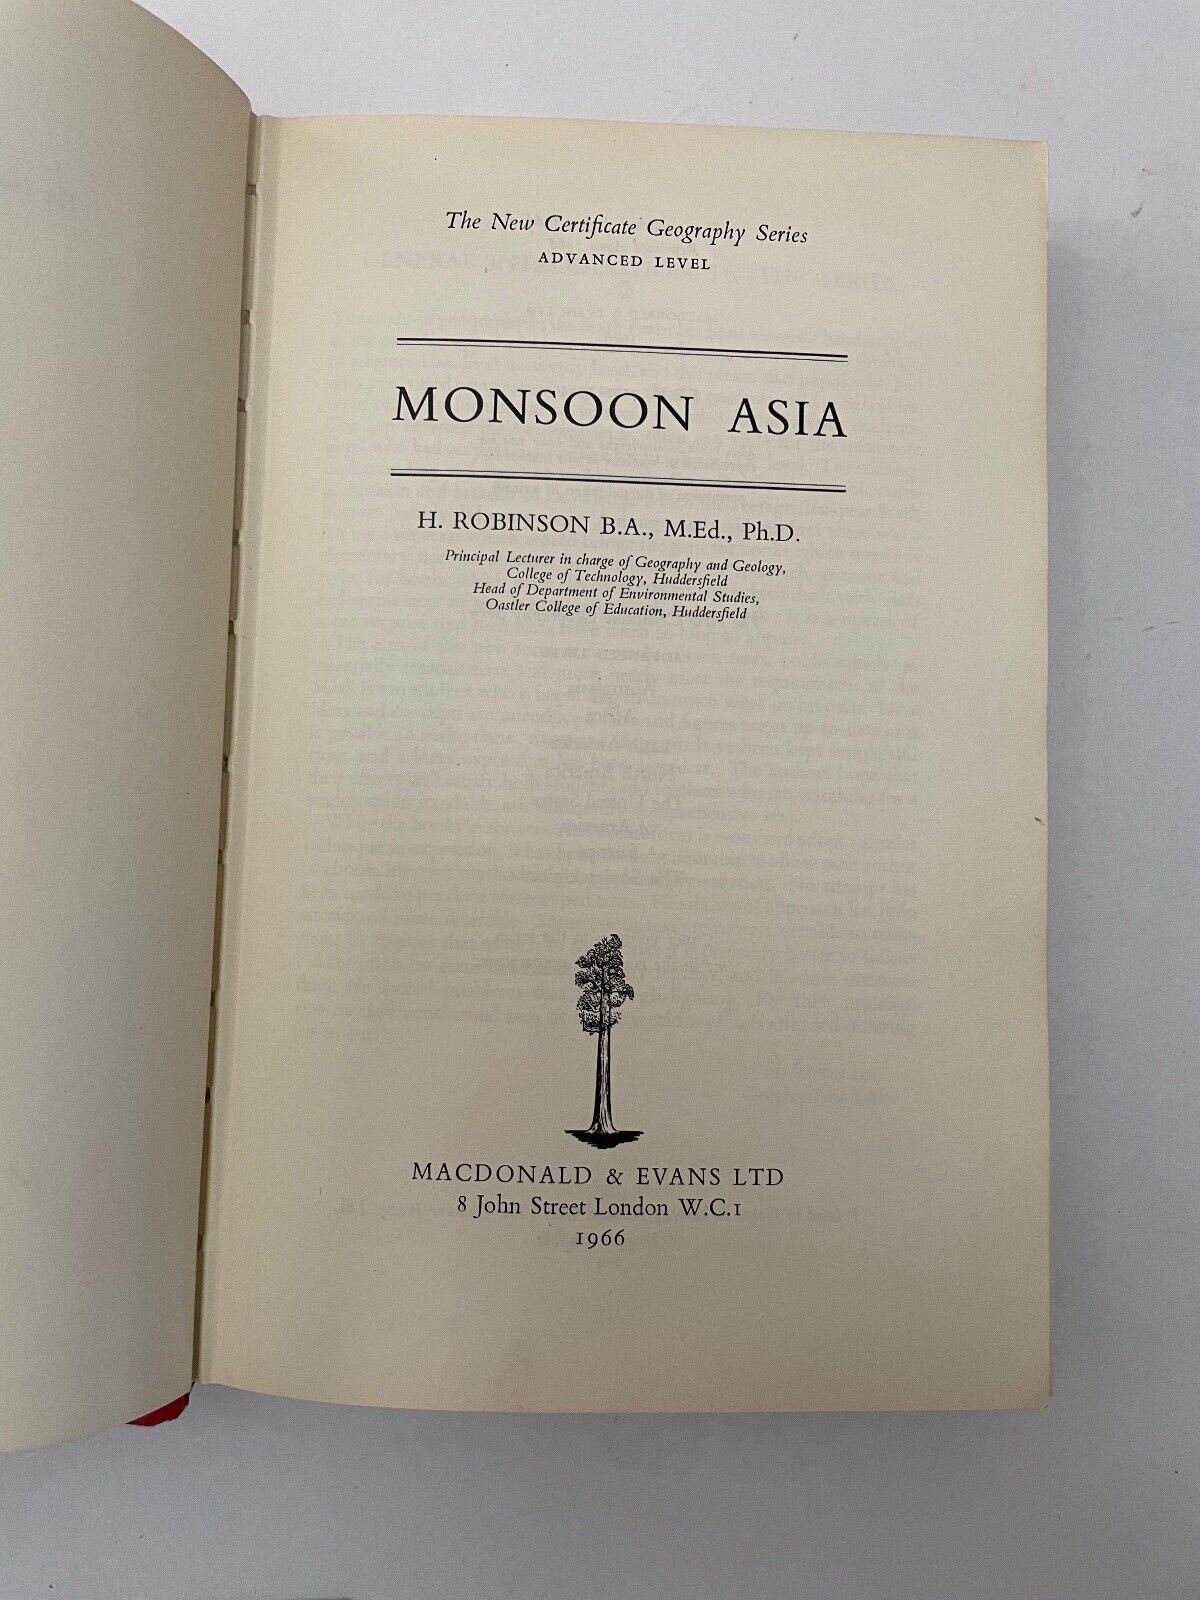 The New Certificate Geography Series
ADVANCED LEVEL
MONSOON ASIA
H. ROBINSON B.A., M.Ed., Ph.D.
Principal Lecturer in charge of Geography and Geology,
College of Technology, Huddersfield
Head of Department of Environmental Studies,
Oastler College of Education, Huddersfield
MACDONALD & EVANS LTD
8 John Street London W.C.1
1966